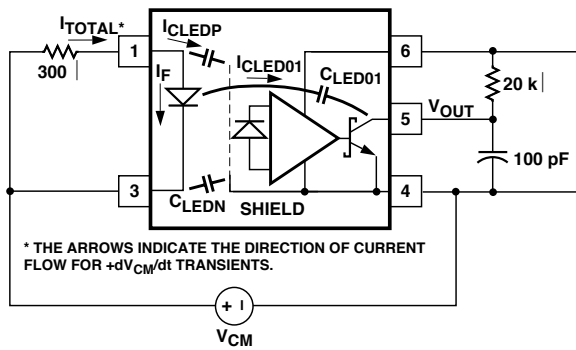 ITOTAL*
300 |
1
ICLEDP
IF
ICLED01
CLED01
6
20 k |
5
VOUT
100 pF
3
CLEDN
SHIELD
4
* THE ARROWS INDICATE THE DIRECTION OF CURRENT
FLOW FOR +dVCM/dt TRANSIENTS.
+ I
VCM